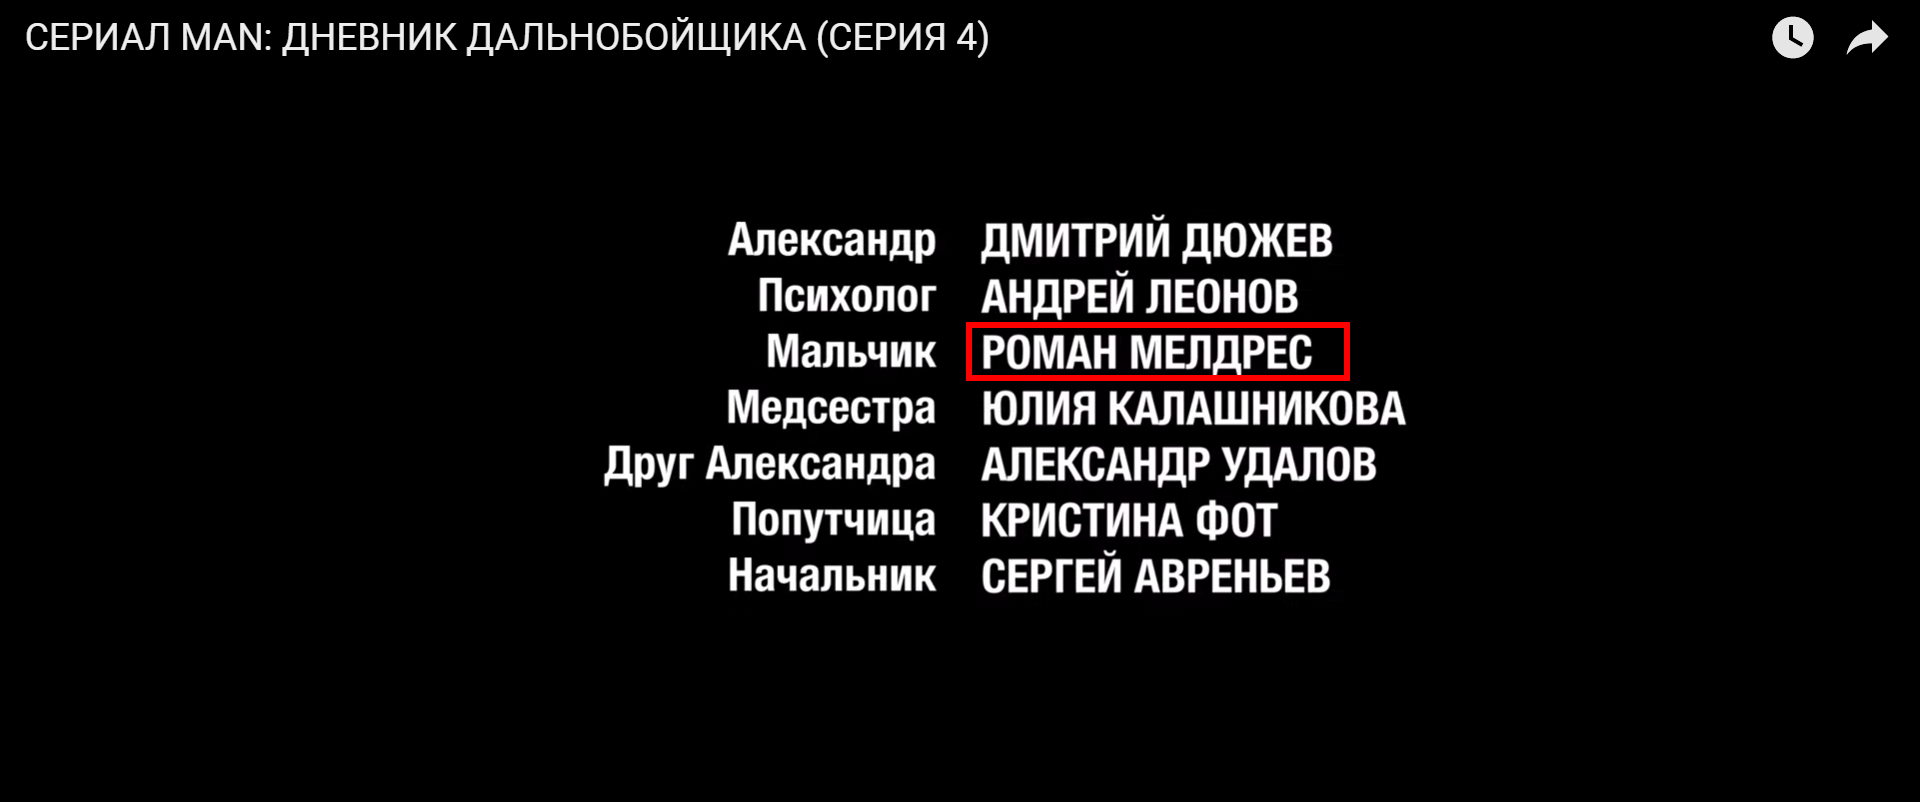 СЕРИАЛ MAN: ДНЕВНИК ДАЛЬНОБОЙЩИКА (СЕРИЯ 4)
Александр ДМИТРИЙ ДЮЖЕВ
Психолог АНДРЕЙ ЛЕОНОВ
Мальчик РОМАН МЕЛДРЕС
Медсестра ЮЛИЯ КАЛАШНИКОВА
Друг Александра АЛЕКСАНДР УДАЛОВ
Попутчица КРИСТИНА ФОТ
Начальник СЕРГЕЙ АВРЕНЬЕВ